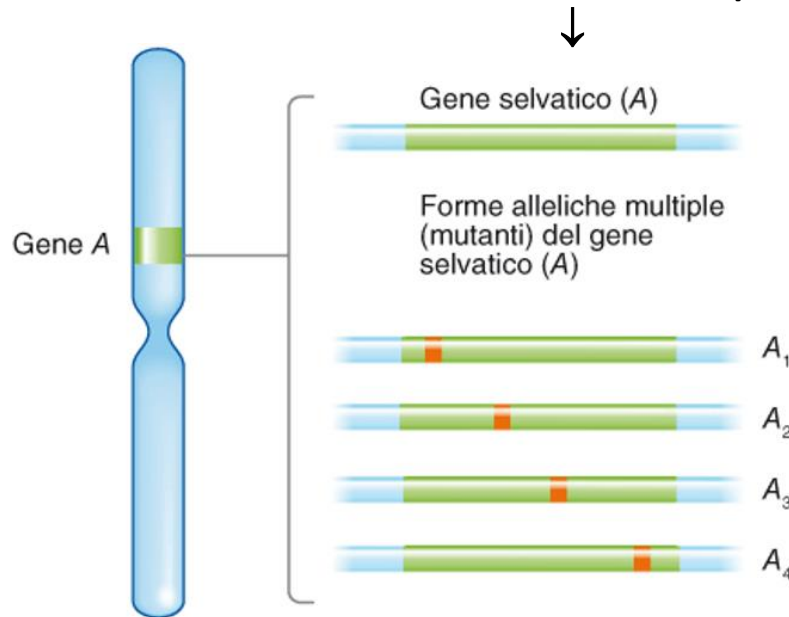 Gene selvatico (A)
Gene A
Forme alleliche multiple
(mutanti) del gene
selvatico (A)
A₁
A₂
A₃
A₄